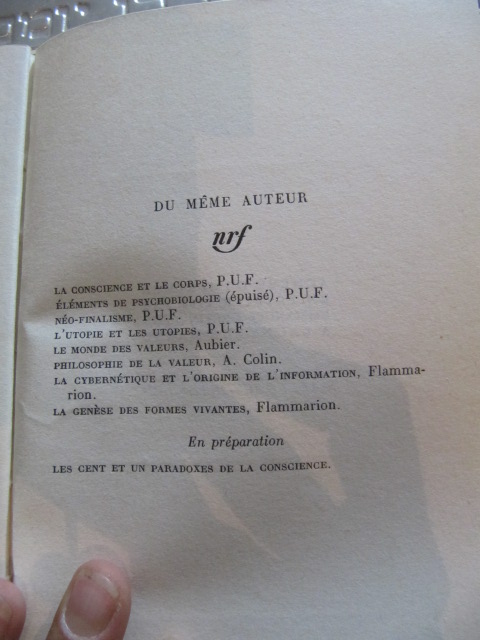 DU MÊME AUTEUR
nrf
LA CONSCIENCE ET LE CORPS, P.U.F.
ÉLÉMENTS DE PSYCHOBIOLOGIE (épuisé), P.U.F.
NÉO-FINALISME, P.U.F.
L'UTOPIE ET LES UTOPIES, P.U.F.
LE MONDE DES VALEURS, Aubier.
PHILOSOPHIE DE LA VALEUR, A. Colin.
LA CYBERNÉTIQUE ET L'ORIGINE DE L'INFORMATION, Flamma-
rion.
LA GENÈSE DES FORMES VIVANTES, Flammarion.
En préparation
LES CENT ET UN PARADOXES DE LA CONSCIENCE.